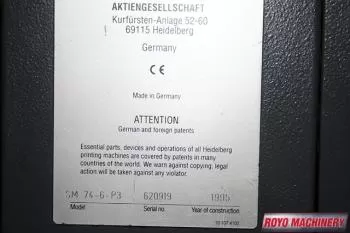 AKTIENGESELLSCHAFT
Kurfürsten-Anlage 52-60
69115 Heidelberg
Germany
CE
Made in Germany
ATTENTION
German and foreign patents
Essential parts, devices and operations of all Heidelberg
printing machines are covered by patents in many
countries of the world. We warn against copying; legal
action will be taken against any violator.
SM 74-6-P3 620919 1995
Model Serial no. Year of construction
ROYO MACHINERY